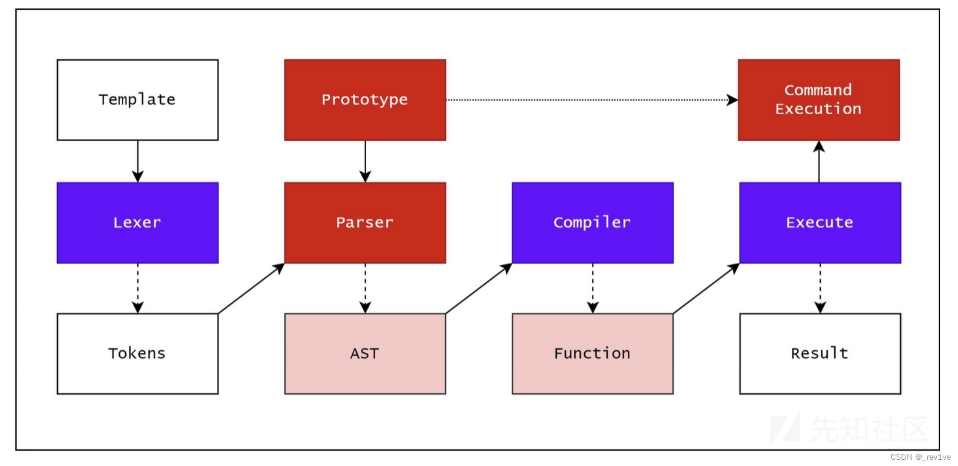 Template
Prototype
Command
Execution
Lexer
Parser
Compiler
Execute
Tokens
AST
Function
Result
先知社区
CSDN @_rev1ve